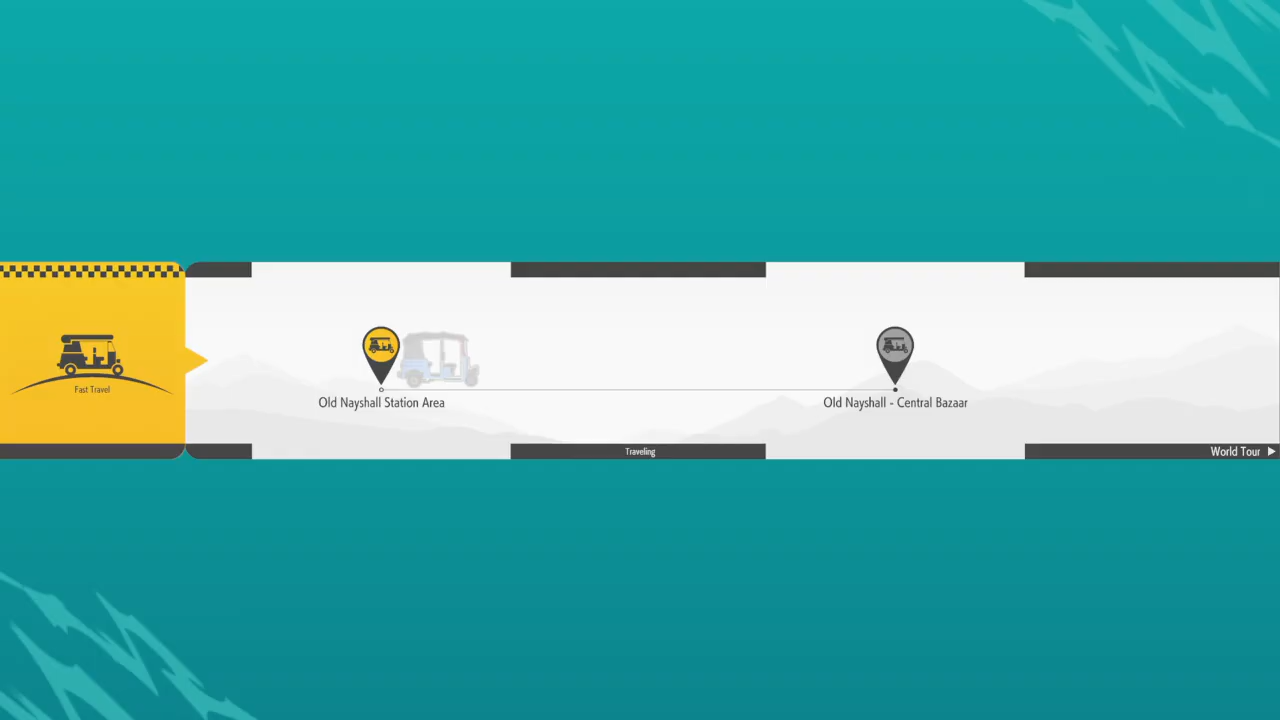 Fast Travel
Old Nayshall Station Area
Old Nayshall - Central Bazaar
Traveling
World Tour